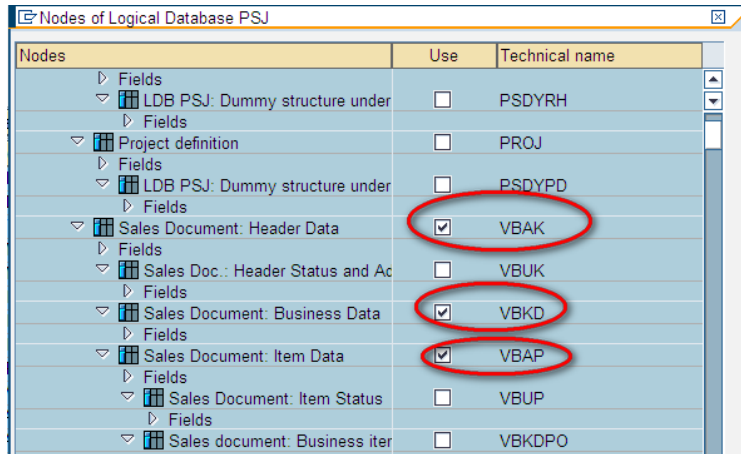 Nodes of Logical Database PSJ
Nodes Use Technical name
Fields
LDB PSJ: Dummy structure under PSDYRH
Fields
Project definition PROJ
Fields
LDB PSJ: Dummy structure under PSDYPD
Fields
Sales Document: Header Data VBAK
Fields
Sales Doc.: Header Status and Ac VBUK
Fields
Sales Document: Business Data VBKD
Fields
Sales Document: Item Data VBAP
Fields
Sales Document: Item Status VBUP
Fields
Sales document: Business iter VBKDPO